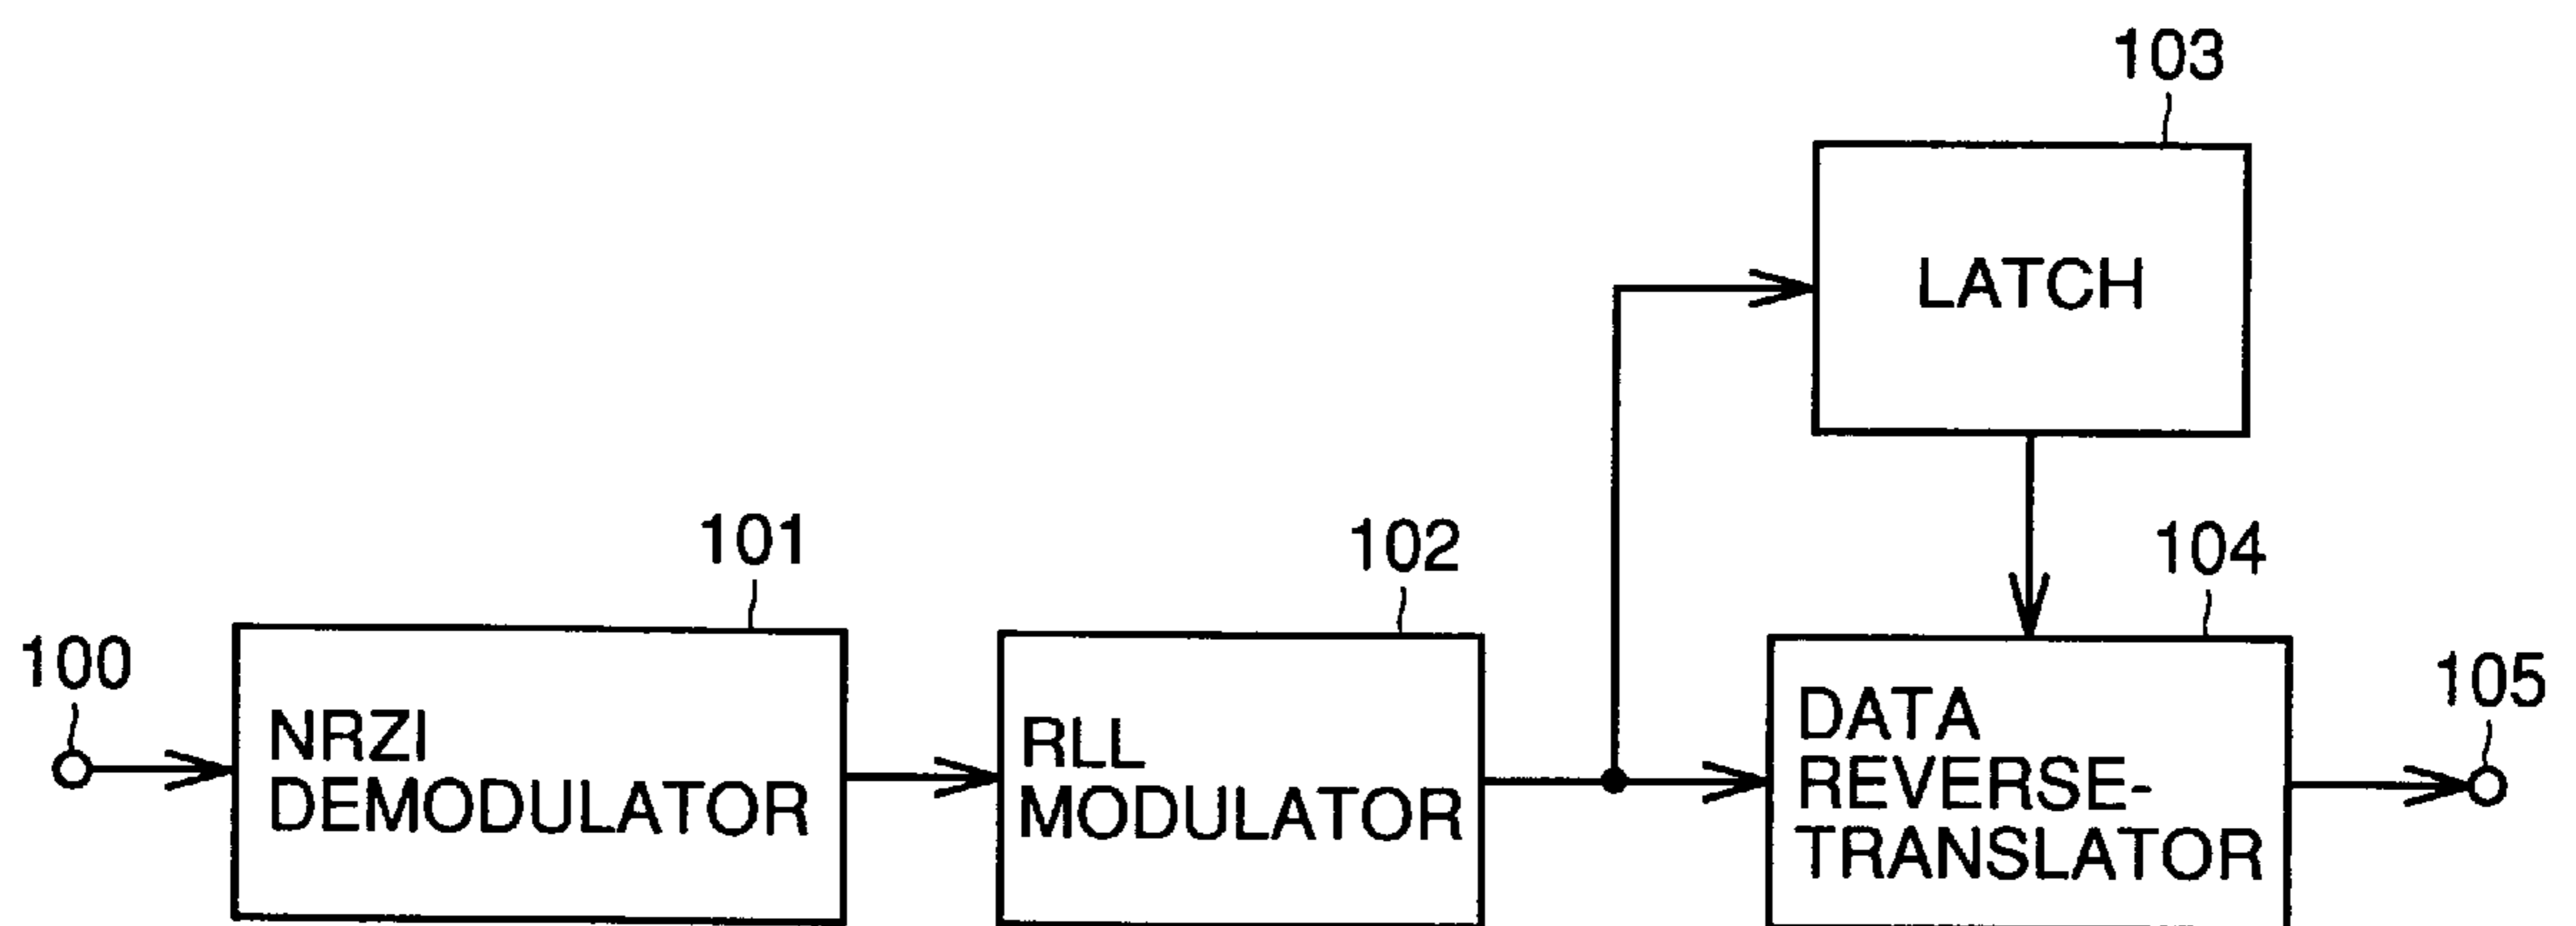 103
LATCH
101
102
104
100
105
NRZI
DEMODULATOR
RLL
MODULATOR
DATA
REVERSE-
TRANSLATOR